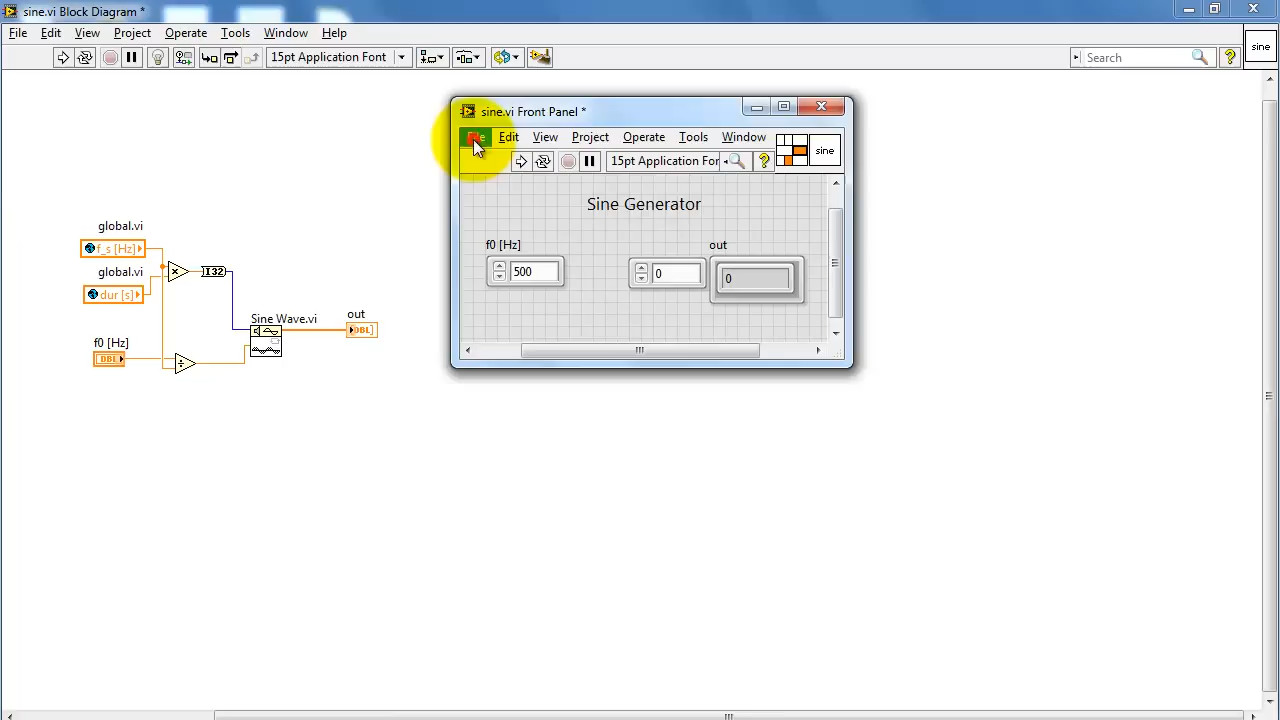 sine.vi Block Diagram *
File Edit View Project Operate Tools Window Help
15pt Application Font
Search
?
sine
sine.vi Front Panel *
File Edit View Project Operate Tools Window
15pt Application Fon
?
sine
Sine Generator
f0 [Hz]
out
500
0
0
global.vi
f_s [Hz]
global.vi
× I32
dur [s]
Sine Wave.vi
out
DBL]
f0 [Hz]
DBL
÷